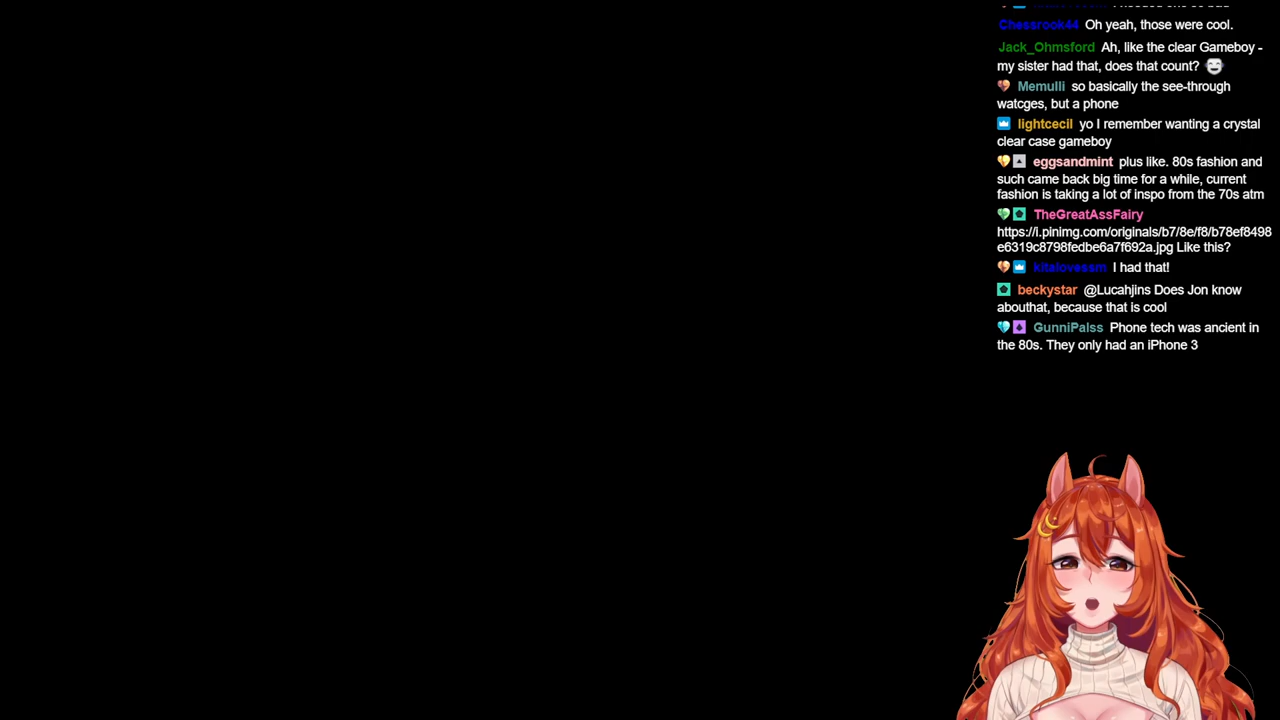 Chessrook44 Oh yeah, those were cool.
Jack_Ohmsford Ah, like the clear Gameboy -
my sister had that, does that count?
Memulli so basically the see-through
watcges, but a phone
lightcecil yo I remember wanting a crystal
clear case gameboy
eggsandmint plus like. 80s fashion and
such came back big time for a while, current
fashion is taking a lot of inspo from the 70s atm
TheGreatAssFairy
https://i.pinimg.com/originals/b7/8e/f8/b78ef8498
e6319c8798fedbe6a7f692a.jpg Like this?
kitalovessm I had that!
beckystar @Lucahjins Does Jon know
abouthat, because that is cool
GunniPalss Phone tech was ancient in
the 80s. They only had an iPhone 3